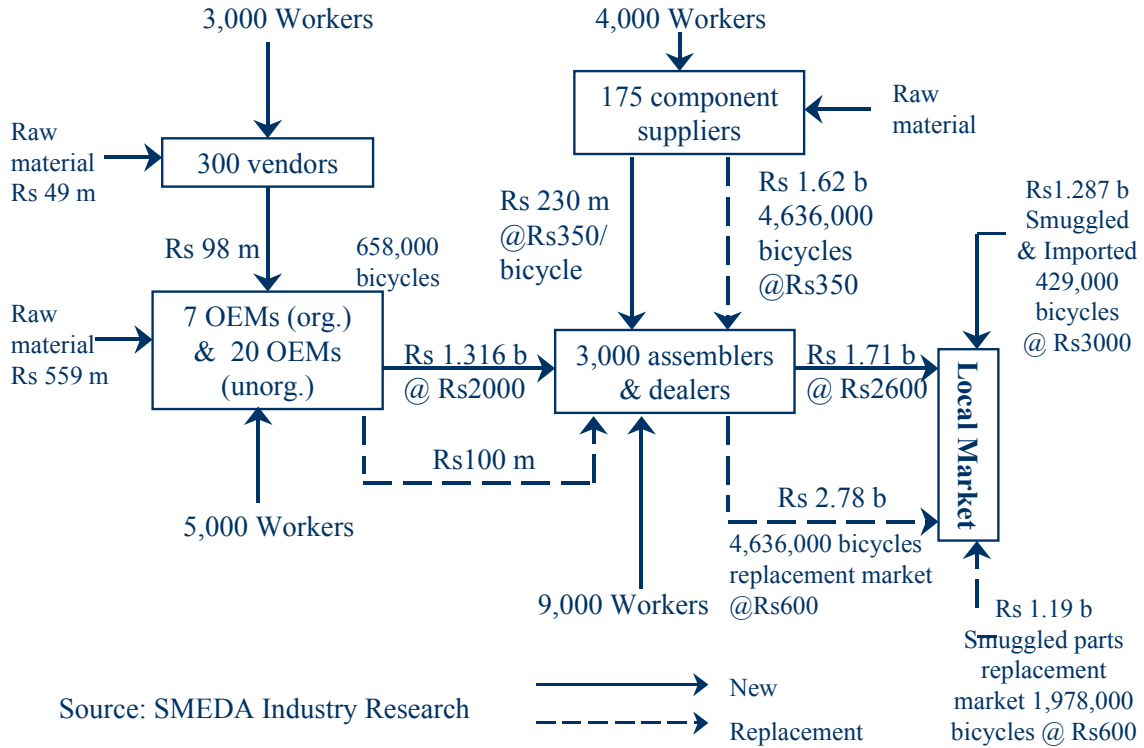 3,000 Workers
4,000 Workers
Raw
material
Rs 49 m
300 vendors
175 component
suppliers
Raw
material
Rs 98 m
658,000
bicycles
Rs 230 m
@Rs350/
bicycle
Rs 1.62 b
4,636,000
bicycles
@Rs350
Rs1.287 b
Smuggled
& Imported
429,000
bicycles
@ Rs3000
Raw
material
Rs 559 m
7 OEMs (org.)
& 20 OEMs
(unorg.)
Rs 1.316 b
@ Rs2000
3,000 assemblers
& dealers
Rs 1.71 b
@ Rs2600
Local Market
Rs100 m
5,000 Workers
Rs 2.78 b
4,636,000 bicycles
replacement market
@Rs600
9,000 Workers
Rs 1.19 b
Smuggled parts
replacement
market 1,978,000
bicycles @ Rs600
Source: SMEDA Industry Research
New
Replacement